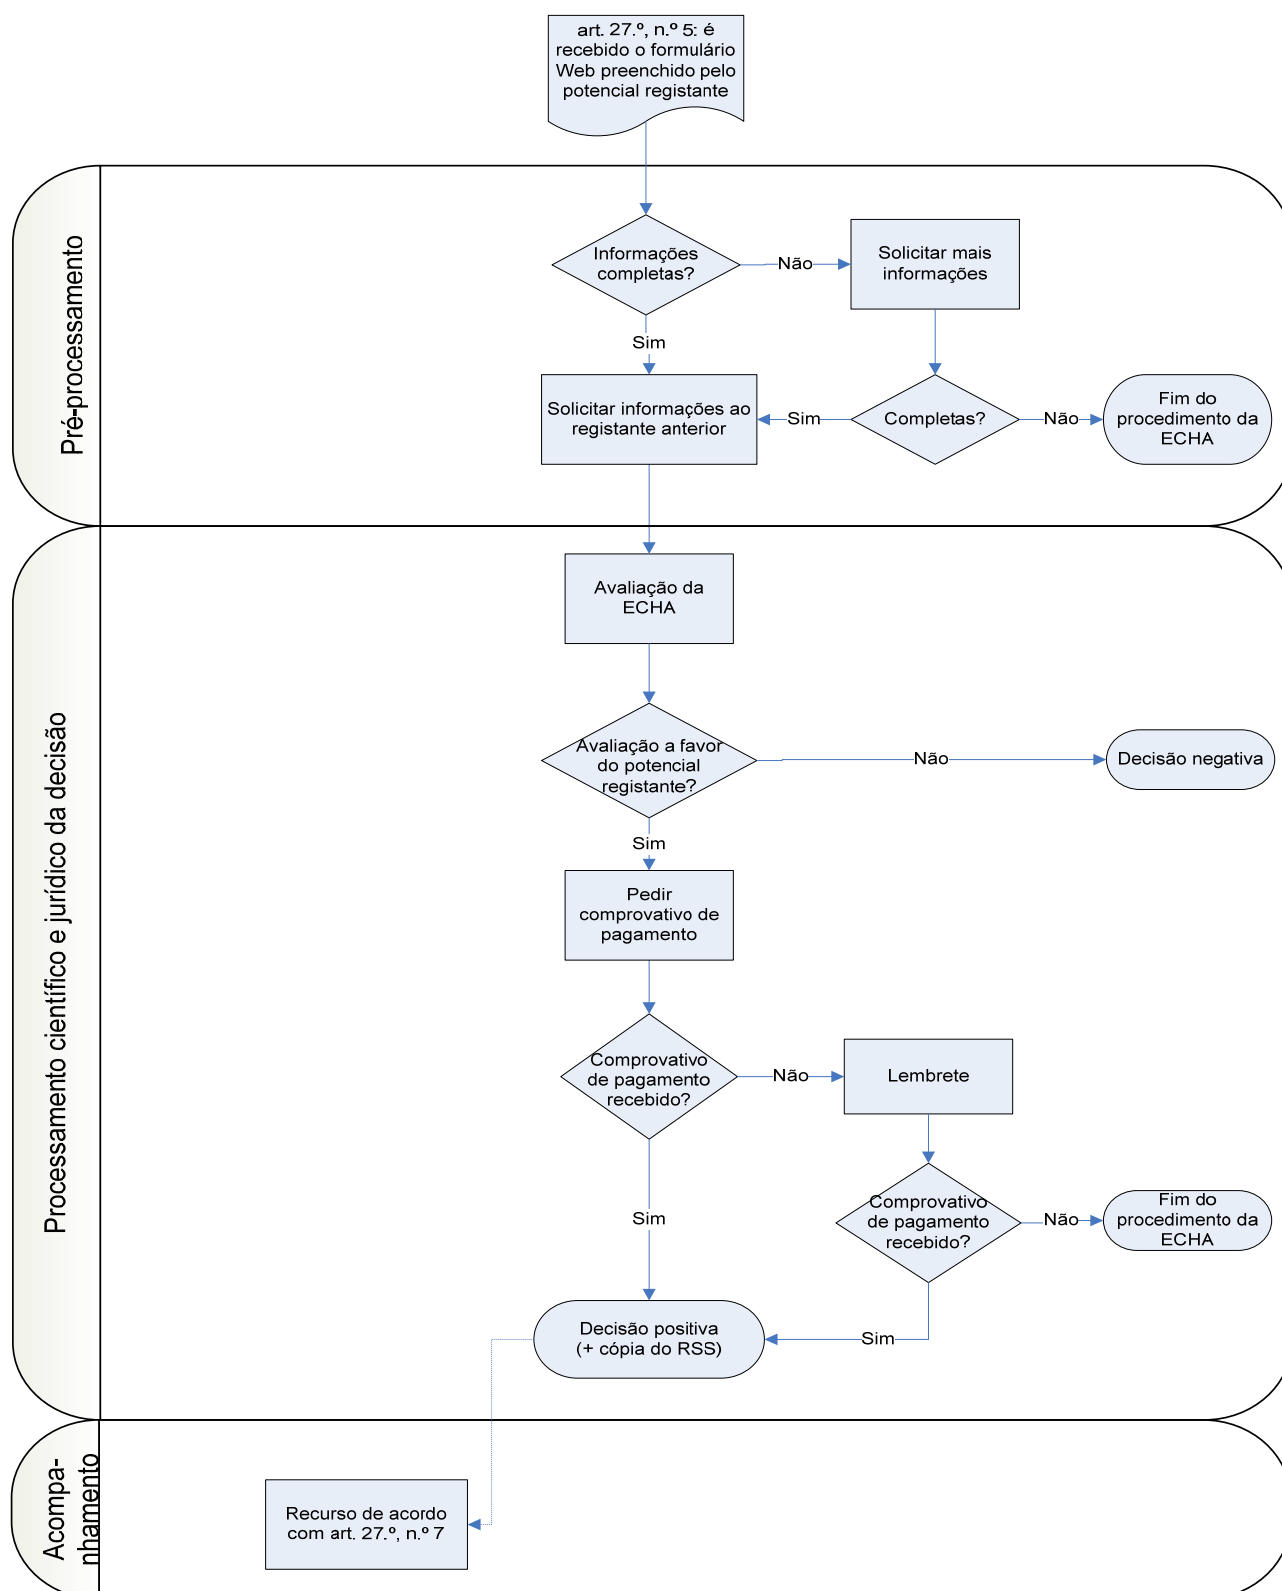 art. 27.º, n.º 5: é
recebido o formulário
Web preenchido pelo
potencial registante
Pré-processamento
Informações
completas?
Não
Solicitar mais
informações
Sim
Solicitar informações ao
registante anterior
Sim
Completas?
Não
Fim do
procedimento da
ECHA
Processamento científico e jurídico da decisão
Avaliação da
ECHA
Avaliação a favor
do potencial
registante?
Não
Decisão negativa
Sim
Pedir
comprovativo de
pagamento
Comprovativo
de pagamento
recebido?
Não
Lembrete
Sim
Comprovativo
de pagamento
recebido?
Não
Fim do
procedimento da
ECHA
Decisão positiva
(+ cópia do RSS)
Sim
Acompa-
nhamento
Recurso de acordo
com art. 27.º, n.º 7